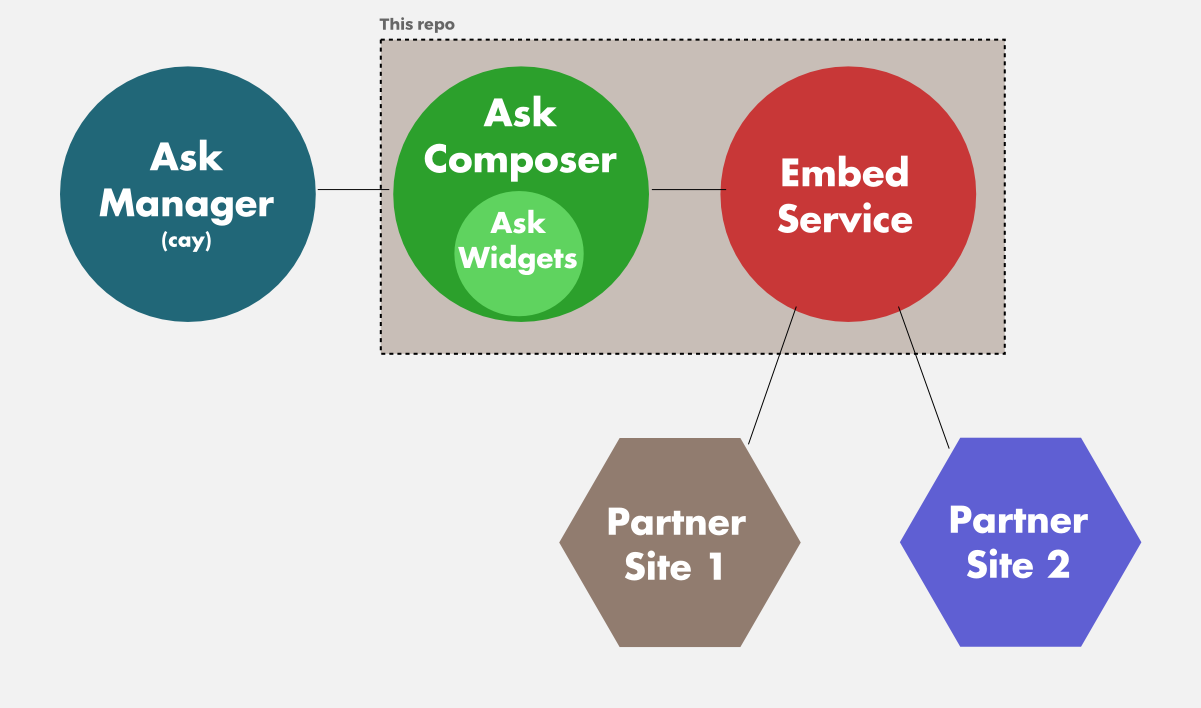 This repo
Ask
Manager
(cay)
Ask
Composer
Ask
Widgets
Embed
Service
Partner
Site 1
Partner
Site 2